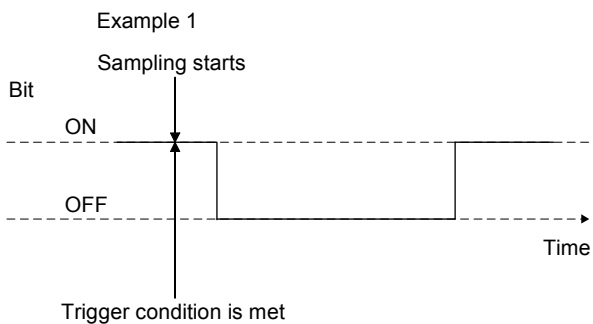 Example 1
Sampling starts
Bit
ON
OFF
Time
Trigger condition is met